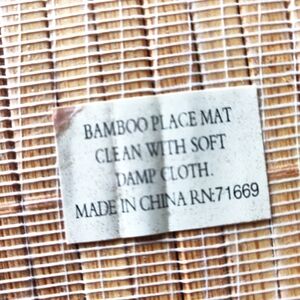 BAMBOO PLACE MAT
CLEAN WITH SOFT
DAMP CLOTH.
MADE IN CHINA RN:71669